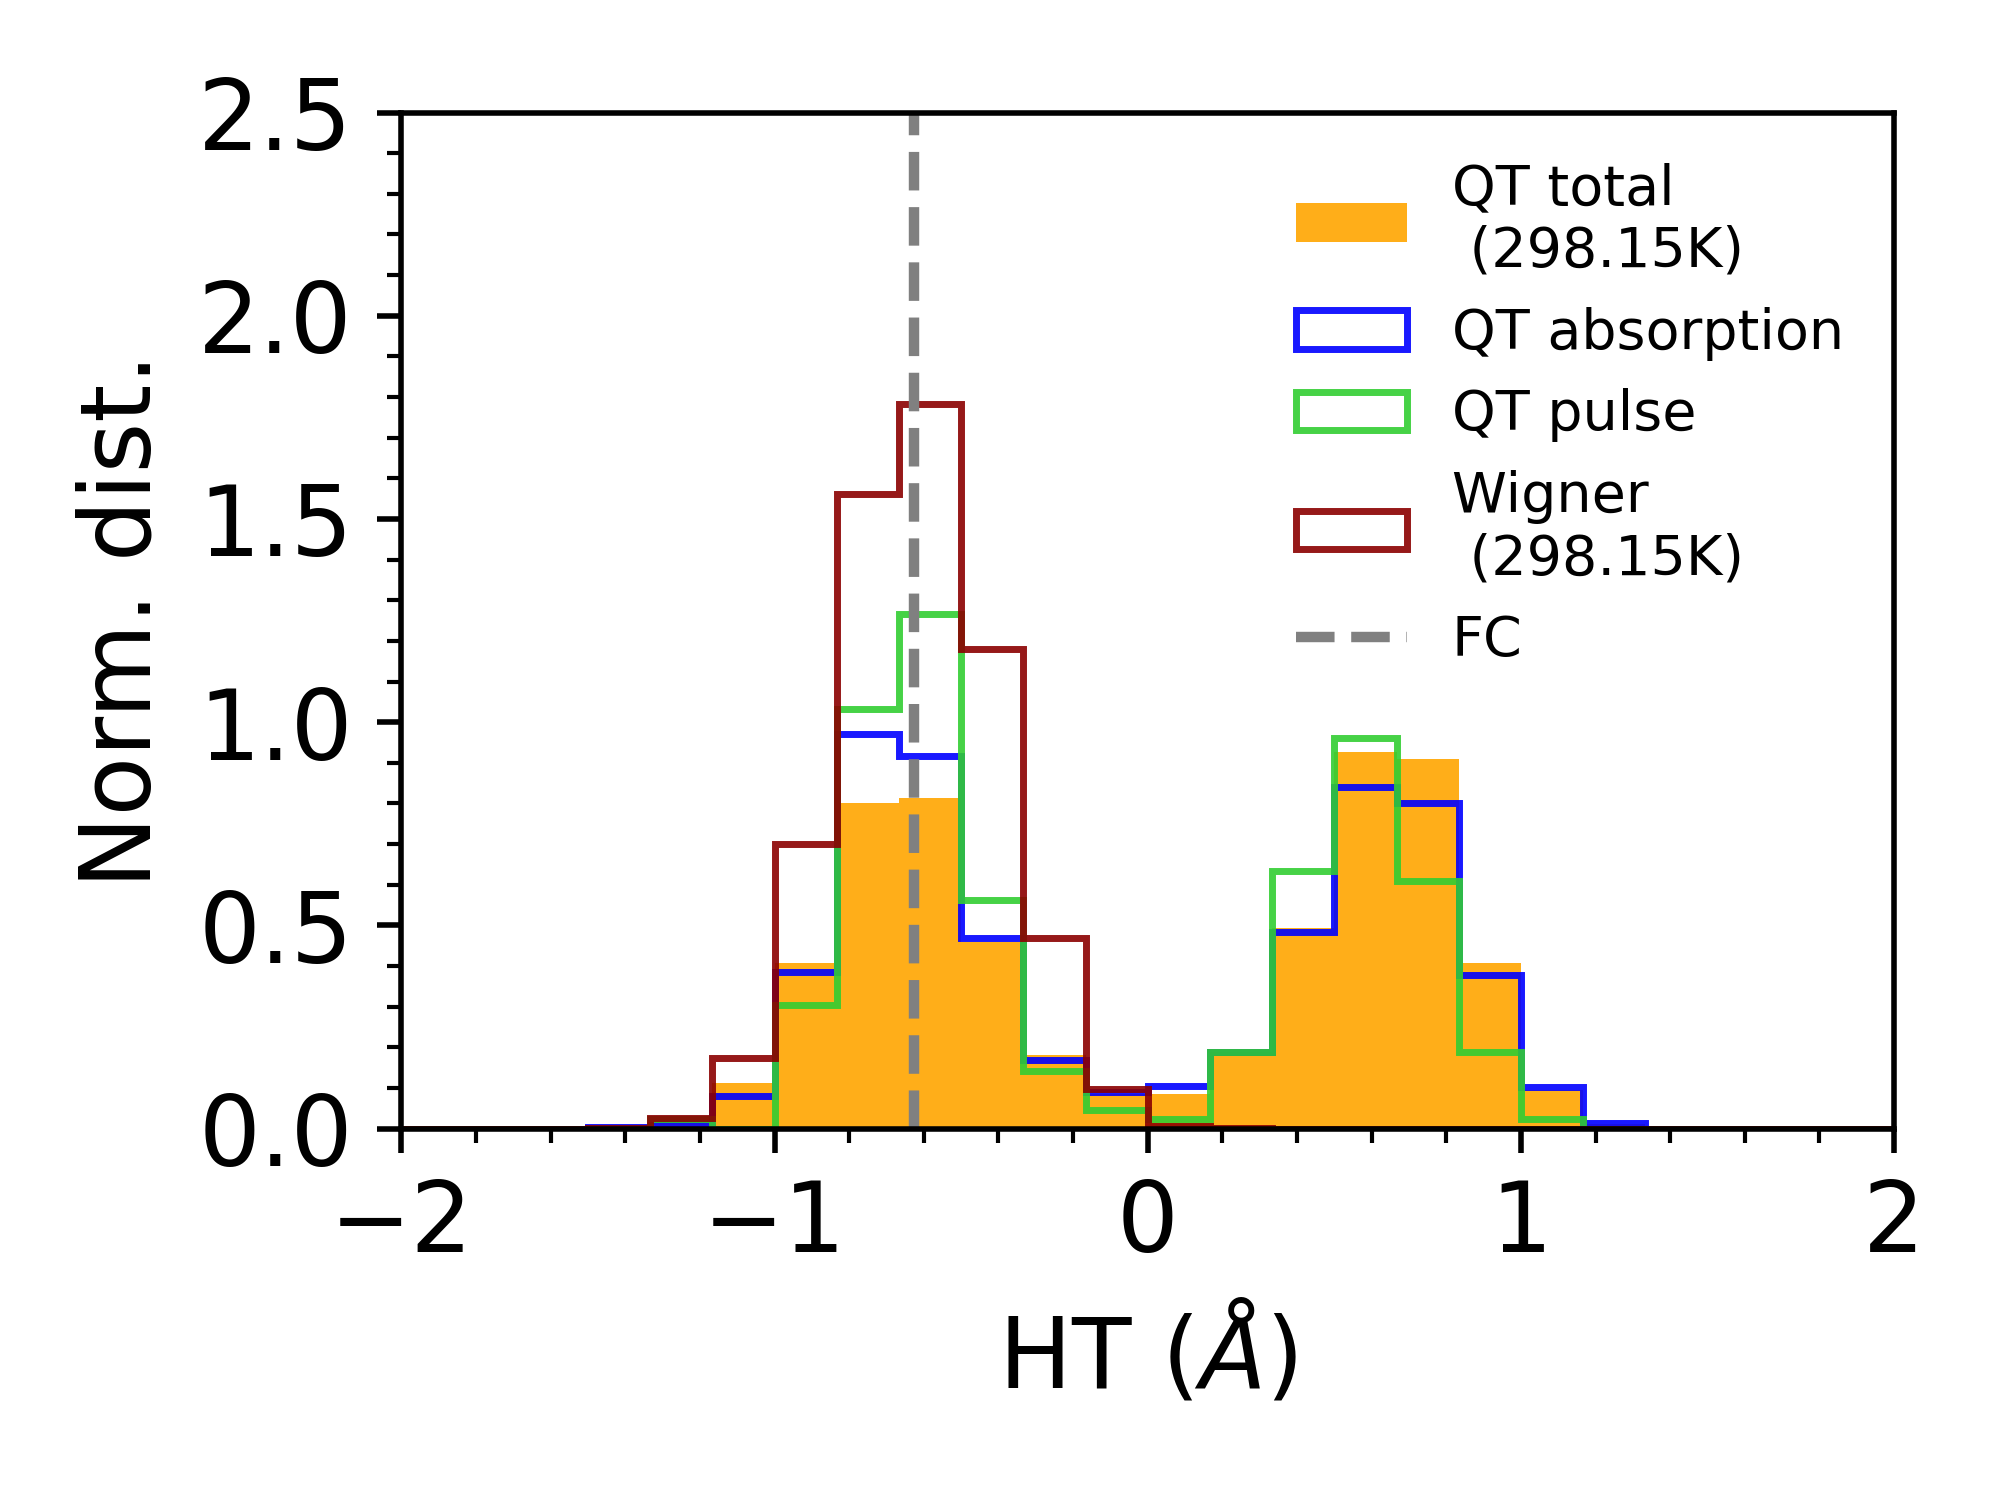 2.5
2.0
1.5
1.0
0.5
0.0
Norm. dist.
QT total
(298.15K)
QT absorption
QT pulse
Wigner
(298.15K)
FC
−2
−1
0
1
2
HT (Å)